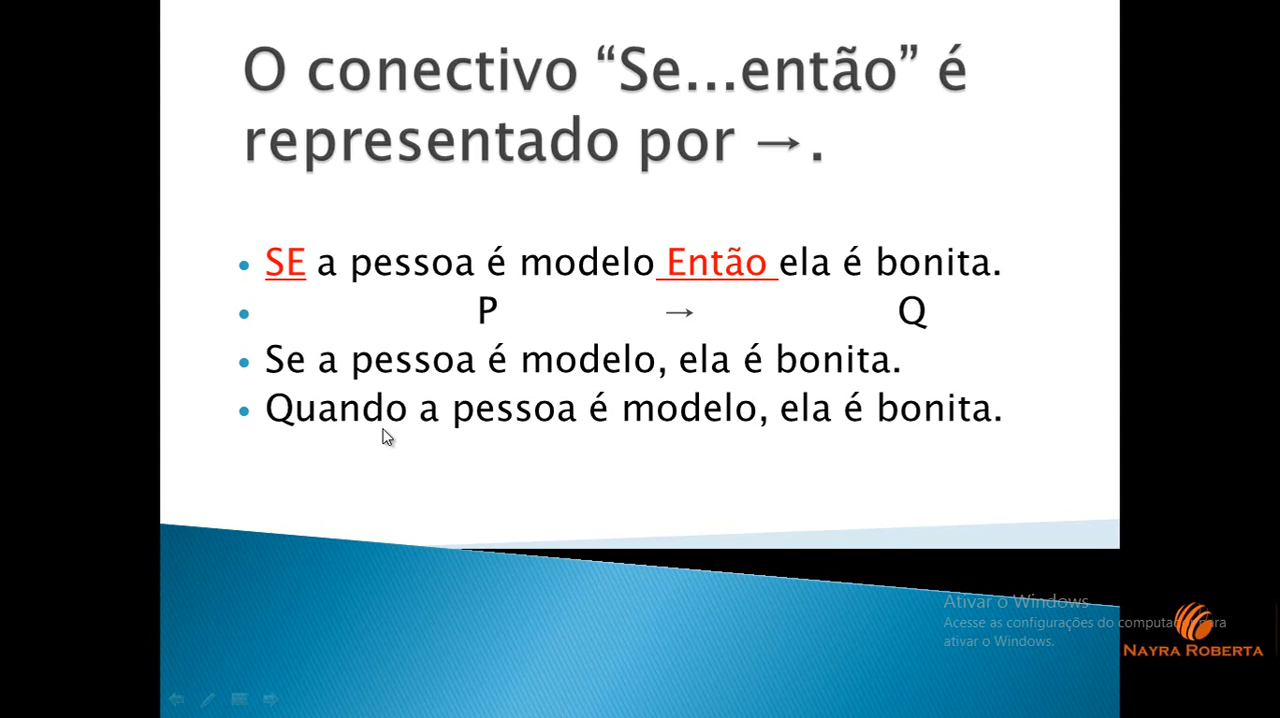 O conectivo “Se...então” é
representado por → .
SE a pessoa é modelo Então ela é bonita.
P → Q
Se a pessoa é modelo, ela é bonita.
Quando a pessoa é modelo, ela é bonita.
Ativar o Windows
Acesse as configurações do computador para
ativar o Windows.
NAYRA ROBERTA